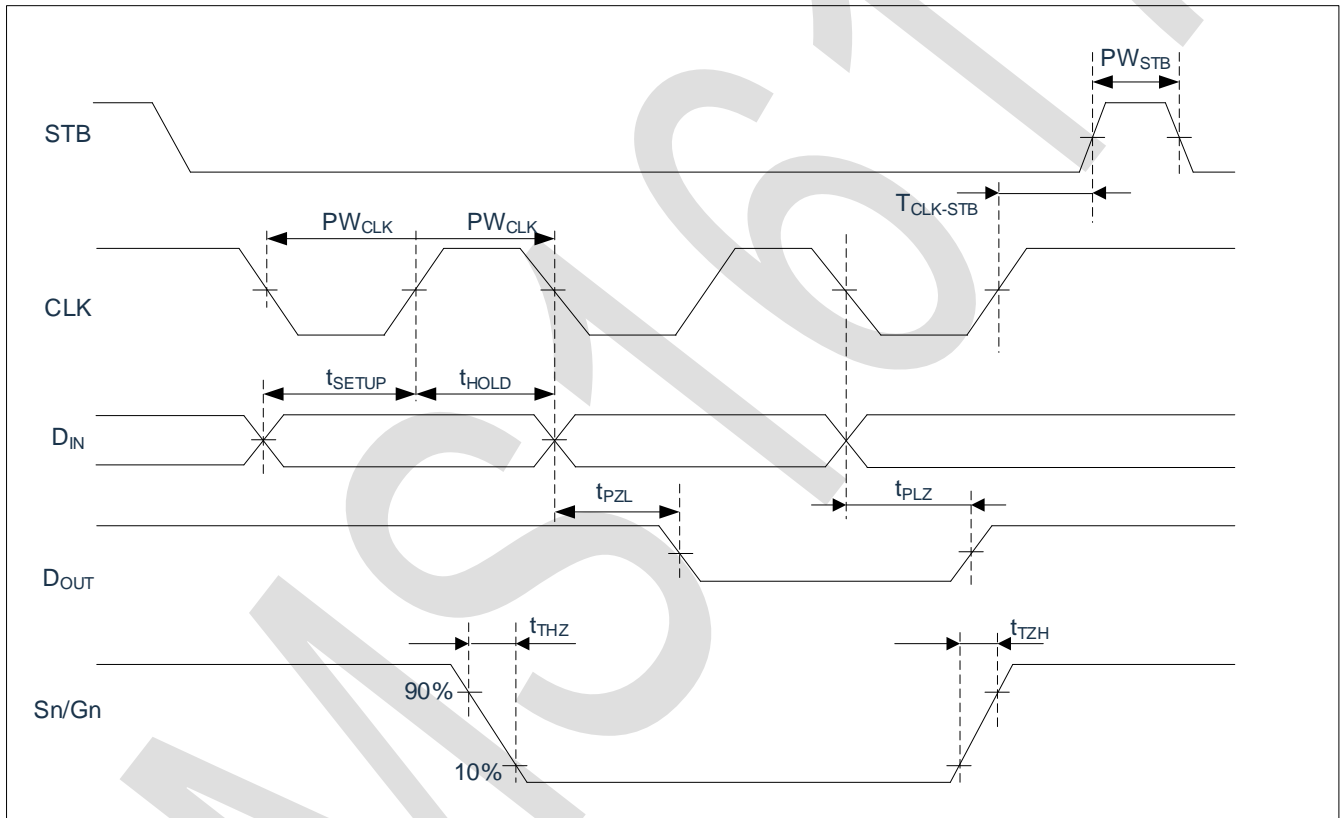 PWSTB
STB
TCLK-STB
PWCLK PWCLK
CLK
tSETUP tHOLD
DIN
tPZL tPLZ
DOUT
tTHZ tTZH
90%
Sn/Gn
10%